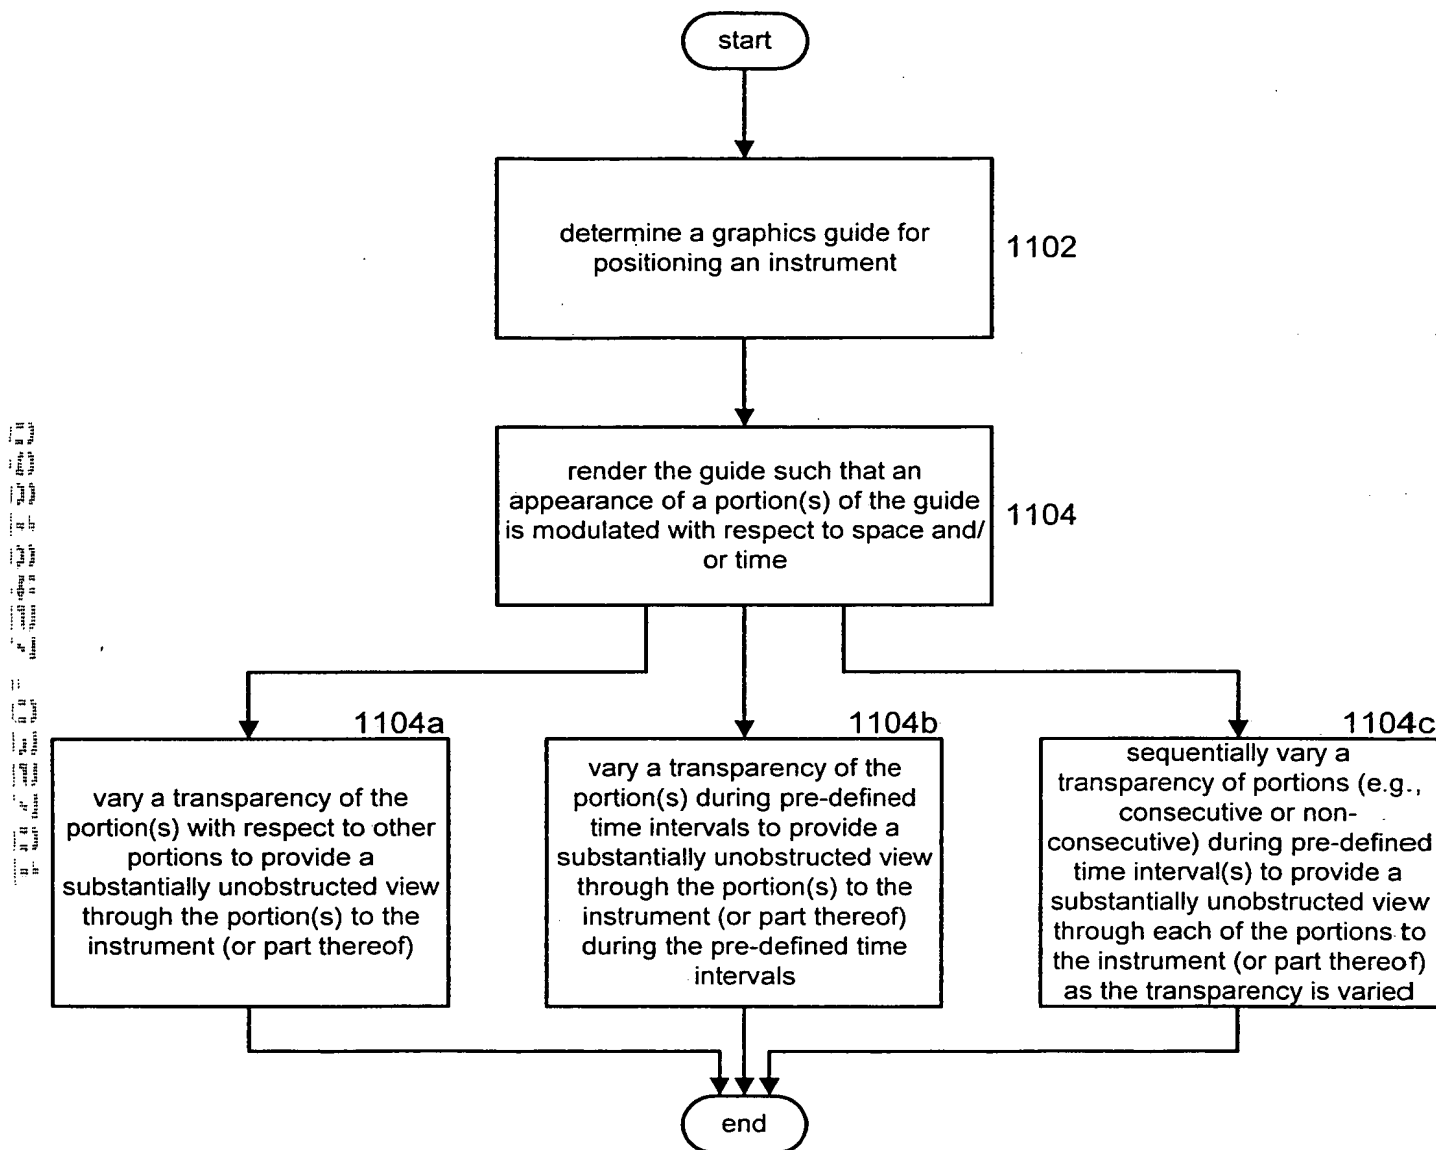 start
determine a graphics guide for
positioning an instrument
1102
render the guide such that an
appearance of a portion(s) of the guide
is modulated with respect to space and/
or time
1104
1104a
vary a transparency of the
portion(s) with respect to other
portions to provide a
substantially unobstructed view
through the portion(s) to the
instrument (or part thereof)
1104b
vary a transparency of the
portion(s) during pre-defined
time intervals to provide a
substantially unobstructed view
through the portion(s) to the
instrument (or part thereof)
during the pre-defined time
intervals
1104c
sequentially vary a
transparency of portions (e.g.,
consecutive or non-
consecutive) during pre-defined
time interval(s) to provide a
substantially unobstructed view
through each of the portions to
the instrument (or part thereof)
as the transparency is varied
end